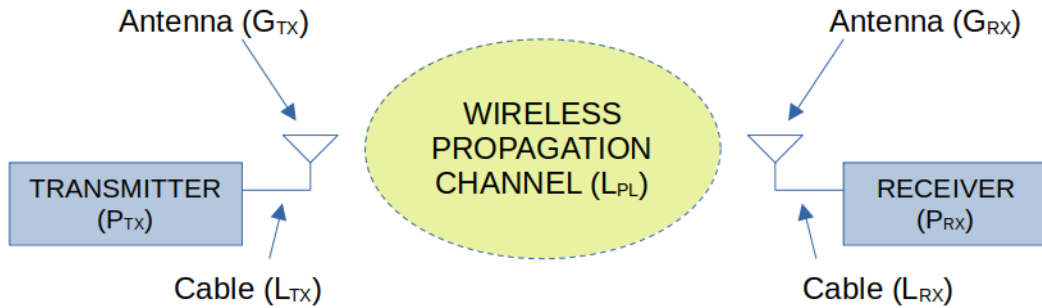 Antenna (GTX)
Antenna (GRX)
WIRELESS
PROPAGATION
CHANNEL (LPL)
TRANSMITTER
(PTX)
RECEIVER
(PRX)
Cable (LTX)
Cable (LRX)